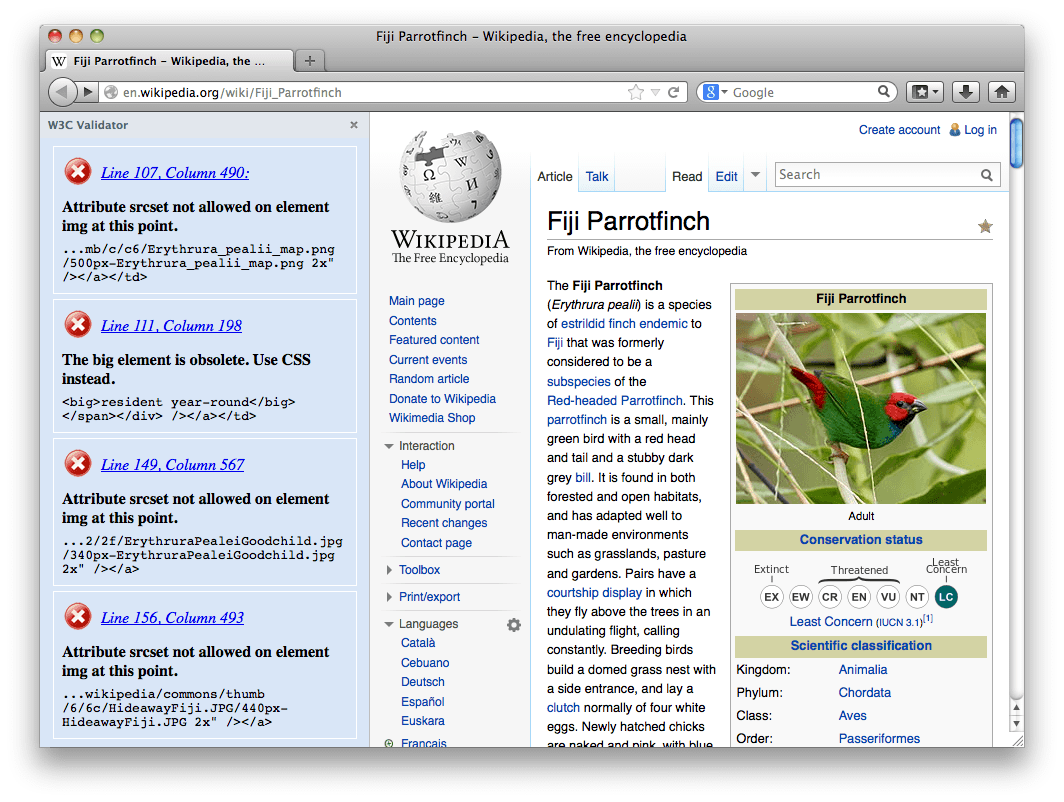 Fiji Parrotfinch – Wikipedia, the free encyclopedia
W Fiji Parrotfinch – Wikipedia, the ...
en.wikipedia.org/wiki/Fiji_Parrotfinch
Google
W3C Validator
Line 107, Column 490:
Attribute srcset not allowed on element
img at this point.
...mb/c/c6/Erythrura_pealii_map.png
/500px-Erythrura_pealii_map.png 2x"
/></a></td>
Line 111, Column 198
The big element is obsolete. Use CSS
instead.
<big>resident year-round</big>
</span></div> /></a></td>
Line 149, Column 567
Attribute srcset not allowed on element
img at this point.
...2/2f/ErythruraPealeiGoodchild.jpg
/340px-ErythruraPealeiGoodchild.jpg
2x" /></a>
Line 156, Column 493
Attribute srcset not allowed on element
img at this point.
...wikipedia/commons/thumb
/6/6c/HideawayFiji.JPG/440px-
HideawayFiji.JPG 2x" /></a>
WIKIPEDIA
The Free Encyclopedia
Main page
Contents
Featured content
Current events
Random article
Donate to Wikipedia
Wikimedia Shop
Interaction
Help
About Wikipedia
Community portal
Recent changes
Contact page
Toolbox
Print/export
Languages
Català
Cebuano
Deutsch
Español
Euskara
Français
Create account Log in
Article Talk Read Edit Search
Fiji Parrotfinch
From Wikipedia, the free encyclopedia
The Fiji Parrotfinch
(Erythrura pealii) is a species
of estrildid finch endemic to
Fiji that was formerly
considered to be a
subspecies of the
Red-headed Parrotfinch. This
parrotfinch is a small, mainly
green bird with a red head
and tail and a stubby dark
grey bill. It is found in both
forested and open habitats,
and has adapted well to
man-made environments
such as grasslands, pasture
and gardens. Pairs have a
courtship display in which
they fly above the trees in an
undulating flight, calling
constantly. Breeding birds
build a domed grass nest with
a side entrance, and lay a
clutch normally of four white
eggs. Newly hatched chicks
are naked and pink, with blue
Fiji Parrotfinch
Adult
Conservation status
Extinct Threatened Least
Concern
EX EW CR EN VU NT LC
Least Concern (IUCN 3.1)[1]
Scientific classification
Kingdom: Animalia
Phylum: Chordata
Class: Aves
Order: Passeriformes